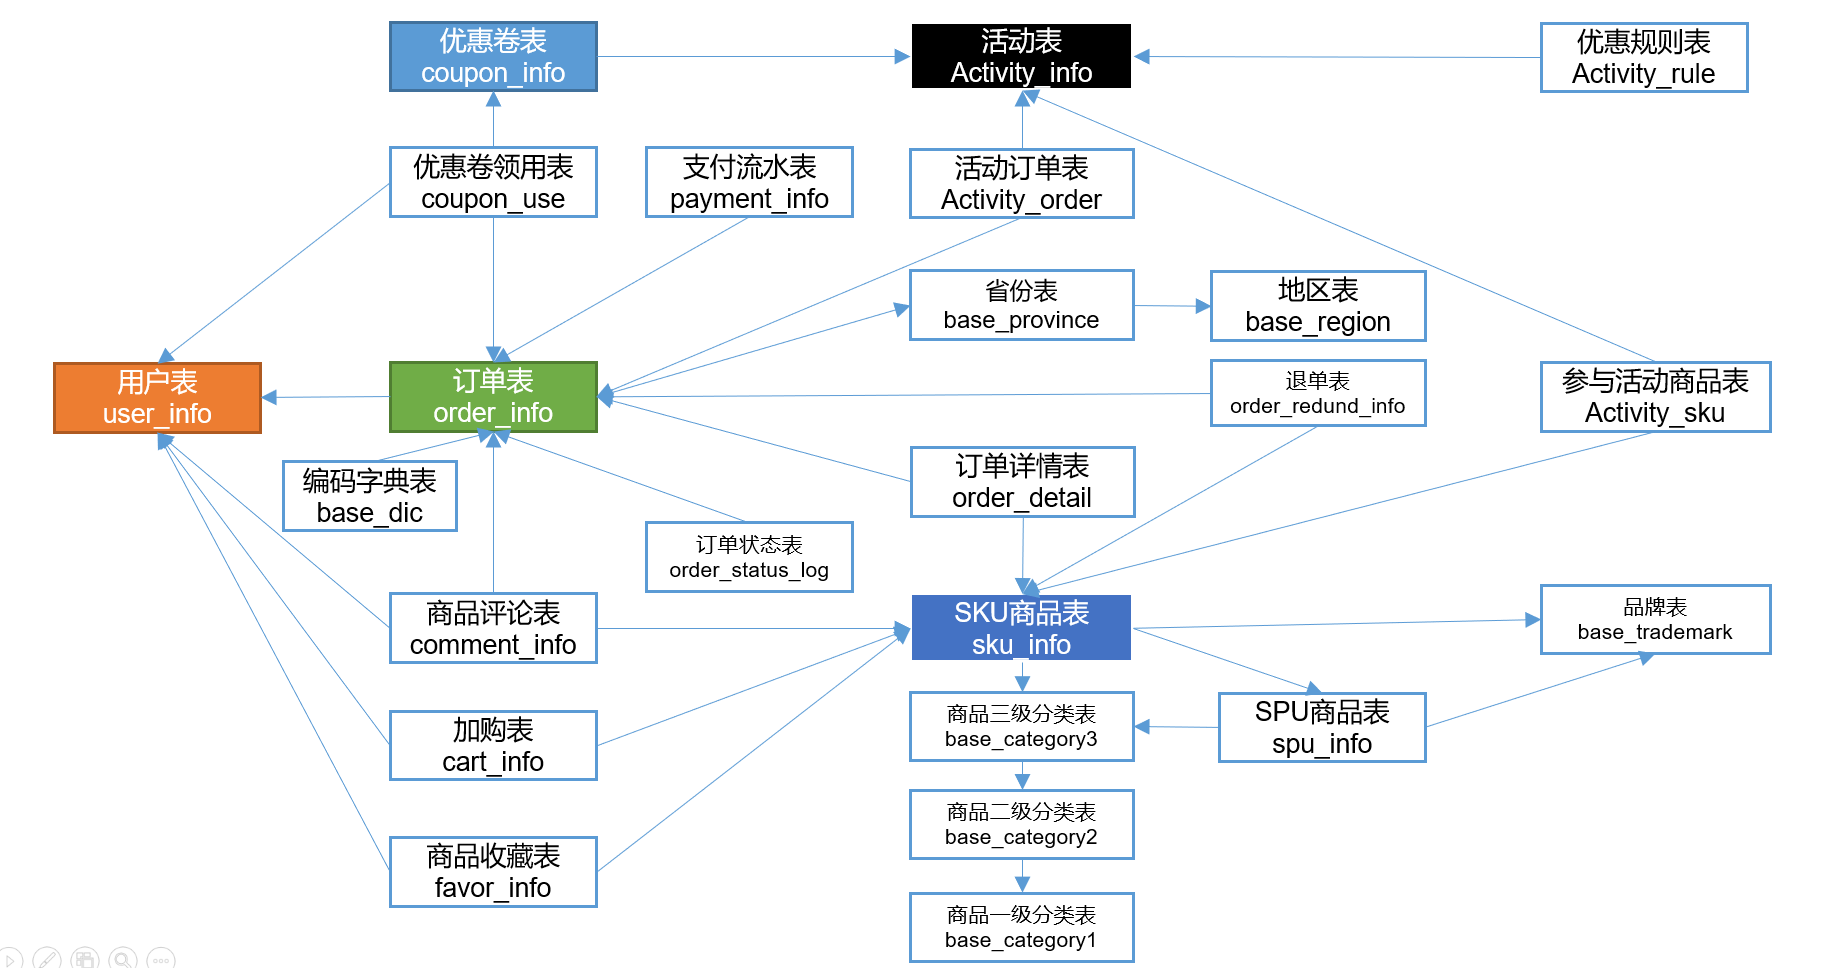 优惠卷表
coupon_info
活动表
Activity_info
优惠规则表
Activity_rule
优惠卷领用表
coupon_use
支付流水表
payment_info
活动订单表
Activity_order
省份表
base_province
地区表
base_region
用户表
user_info
订单表
order_info
退单表
order_redund_info
参与活动商品表
Activity_sku
编码字典表
base_dic
订单详情表
order_detail
订单状态表
order_status_log
商品评论表
comment_info
SKU商品表
sku_info
品牌表
base_trademark
加购表
cart_info
商品三级分类表
base_category3
SPU商品表
spu_info
商品二级分类表
base_category2
商品收藏表
favor_info
商品一级分类表
base_category1